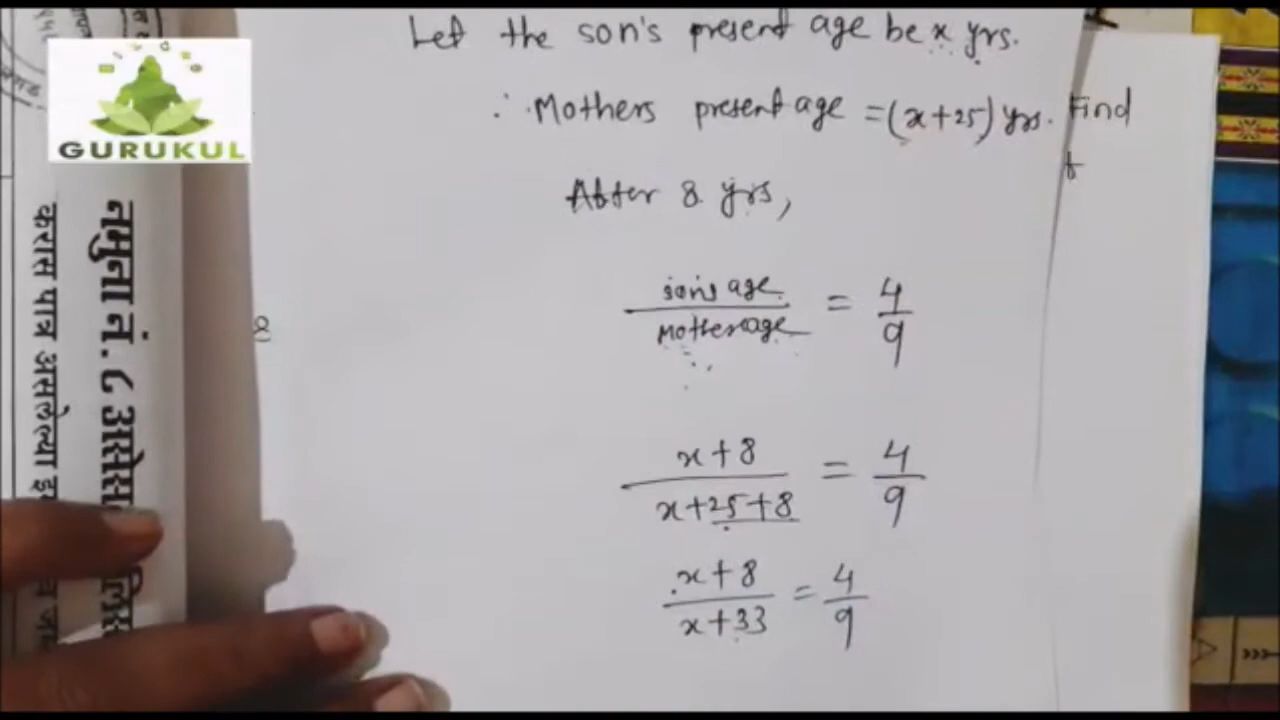 Let the son's present age be x yrs.
∴ Mothers present age = (x+25) yrs. Find
After 8 yrs,
son's age / Mother age = 4/9
x+8 / x+25+8 = 4/9
x+8 / x+33 = 4/9
GURUKUL
नमुना नं. ८ असेस
करास पात्र असलेल्या इ